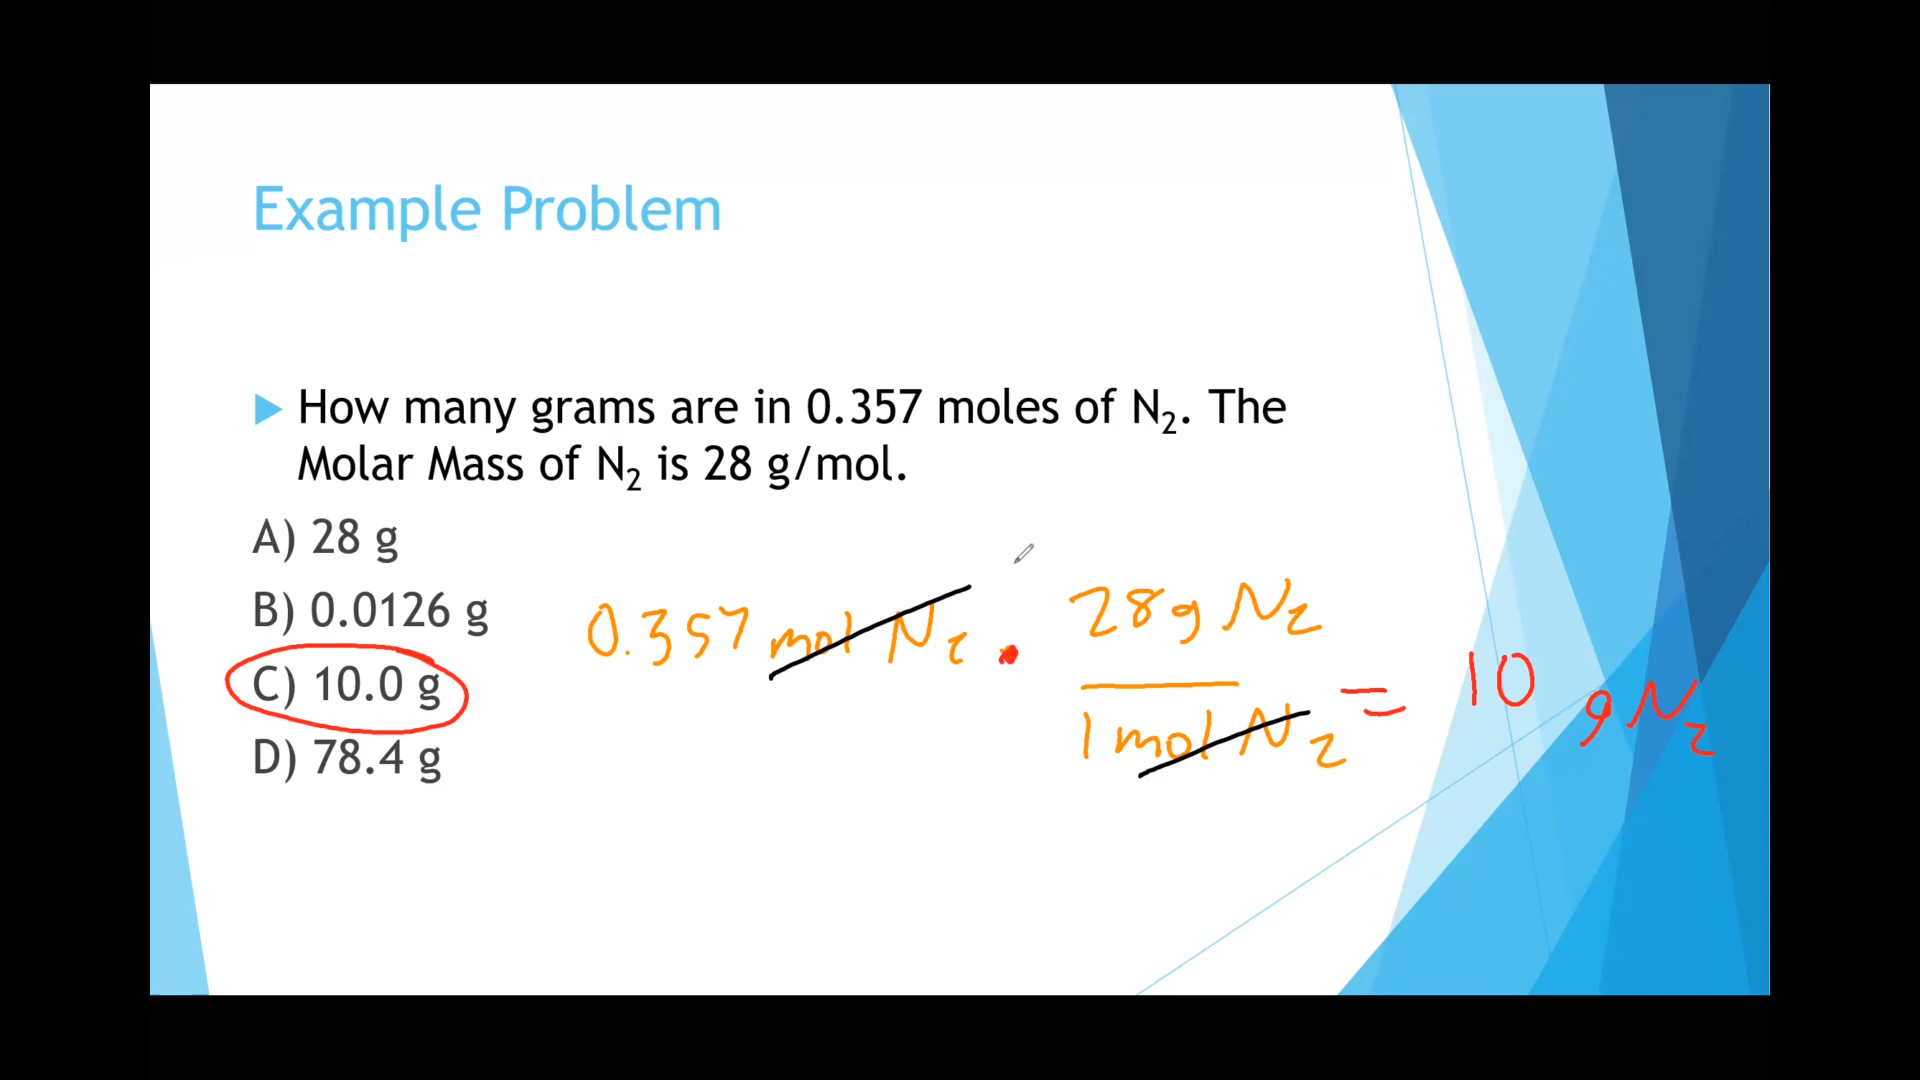 Example Problem
How many grams are in 0.357 moles of N₂. The
Molar Mass of N₂ is 28 g/mol.
A) 28 g
B) 0.0126 g
C) 10.0 g
D) 78.4 g
0.357 mol N₂ · 28g N₂
1 mol N₂ = 10 g N₂